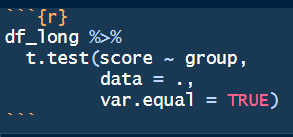 ```{r}
df_long %>%
  t.test(score ~ group,
         data = .,
         var.equal = TRUE)
```